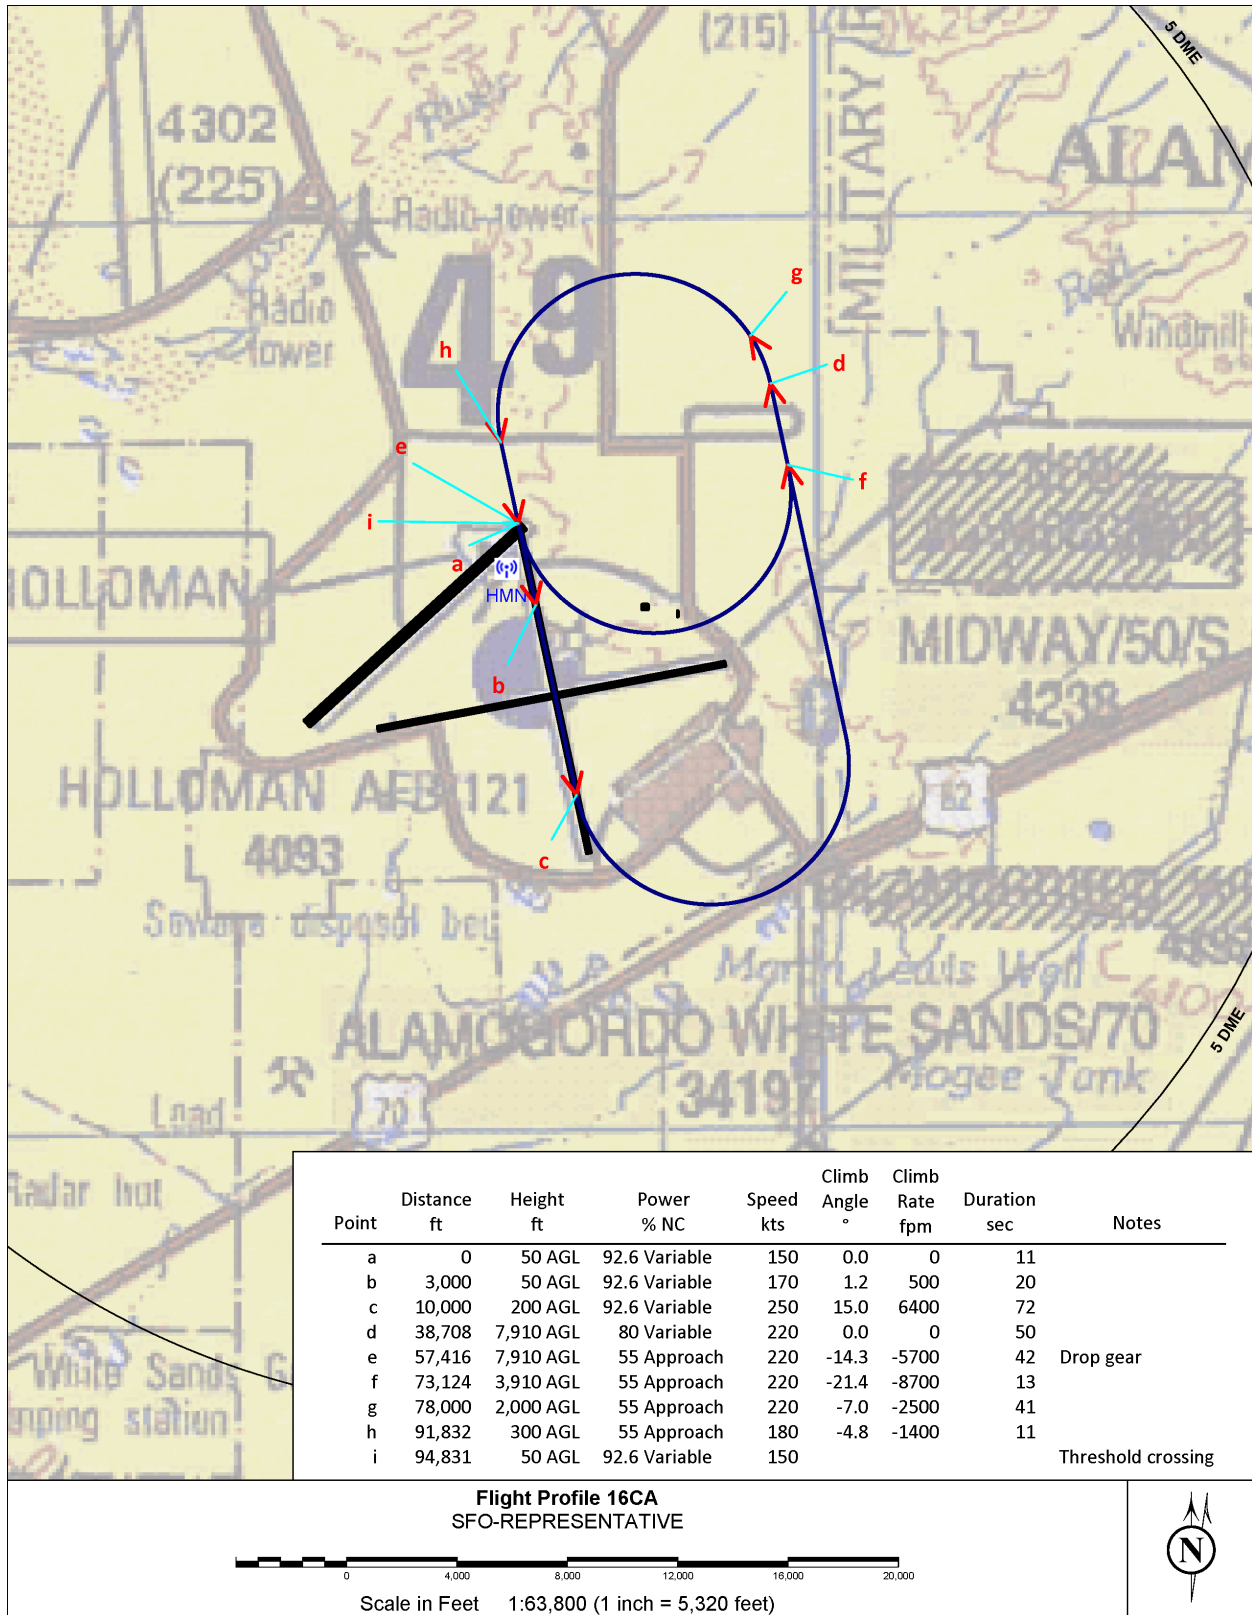 (215)
MILITARY
5 DME
4302
(225)
ALAM
Radio tower
49
g
Radio
tower
Windmill
h
d
e
f
i
a
HOLLOMAN
HMN
MIDWAY/50/S
b
4238
HOLLOMAN AFB 121
62
4093
c
Sewage disposal bed
Morth Lewis Well
4100
5 DME
ALAMOGORDO WHITE SANDS/70
Mogee Tank
34197
70
Load
Radar hut
White Sands
mping station
Point Distance ft Height ft Power % NC Speed kts Climb Angle ° Climb Rate fpm Duration sec Notes
a 0 50 AGL 92.6 Variable 150 0.0 0 11
b 3,000 50 AGL 92.6 Variable 170 1.2 500 20
c 10,000 200 AGL 92.6 Variable 250 15.0 6400 72
d 38,708 7,910 AGL 80 Variable 220 0.0 0 50
e 57,416 7,910 AGL 55 Approach 220 -14.3 -5700 42 Drop gear
f 73,124 3,910 AGL 55 Approach 220 -21.4 -8700 13
g 78,000 2,000 AGL 55 Approach 220 -7.0 -2500 41
h 91,832 300 AGL 55 Approach 180 -4.8 -1400 11
i 94,831 50 AGL 92.6 Variable 150 Threshold crossing
Flight Profile 16CA
SFO-REPRESENTATIVE
0 4,000 8,000 12,000 16,000 20,000
Scale in Feet 1:63,800 (1 inch = 5,320 feet)
N